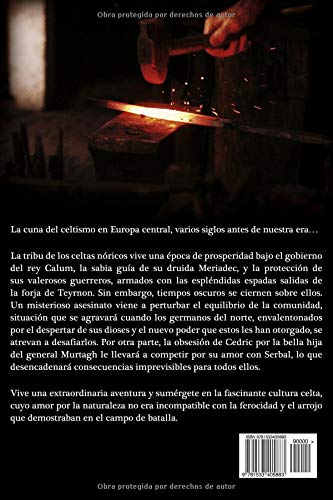 Obra protegida por derechos de autor
La cuna del celtismo en Europa central, varios siglos antes de nuestra era…
La tribu de los celtas nóricos vive una época de prosperidad bajo el gobierno
del rey Calum, la sabia guía de su druida Meriadec, y la protección de
sus valerosos guerreros, armados con las espléndidas espadas salidas de
la forja de Teyrnon. Sin embargo, tiempos oscuros se ciernen sobre ellos.
Un misterioso asesinato viene a perturbar el equilibrio de la comunidad,
situación que se agravará cuando los germanos del norte, envalentonados
por el despertar de sus dioses y el nuevo poder que estos les han otorgado, se
atrevan a desafiarlos. Por otra parte, la obsesión de Cedric por la bella hija
del general Murtagh le llevará a competir por su amor con Serbal, lo que
desencadenará consecuencias imprevisibles para todos ellos.
Vive una extraordinaria aventura y sumérgete en la fascinante cultura celta,
cuyo amor por la naturaleza no era incompatible con la ferocidad y el arrojo
que demostraban en el campo de batalla.
ISBN 9781533405883
90000 >
9 781533 405883
Obra protegida por derechos de autor